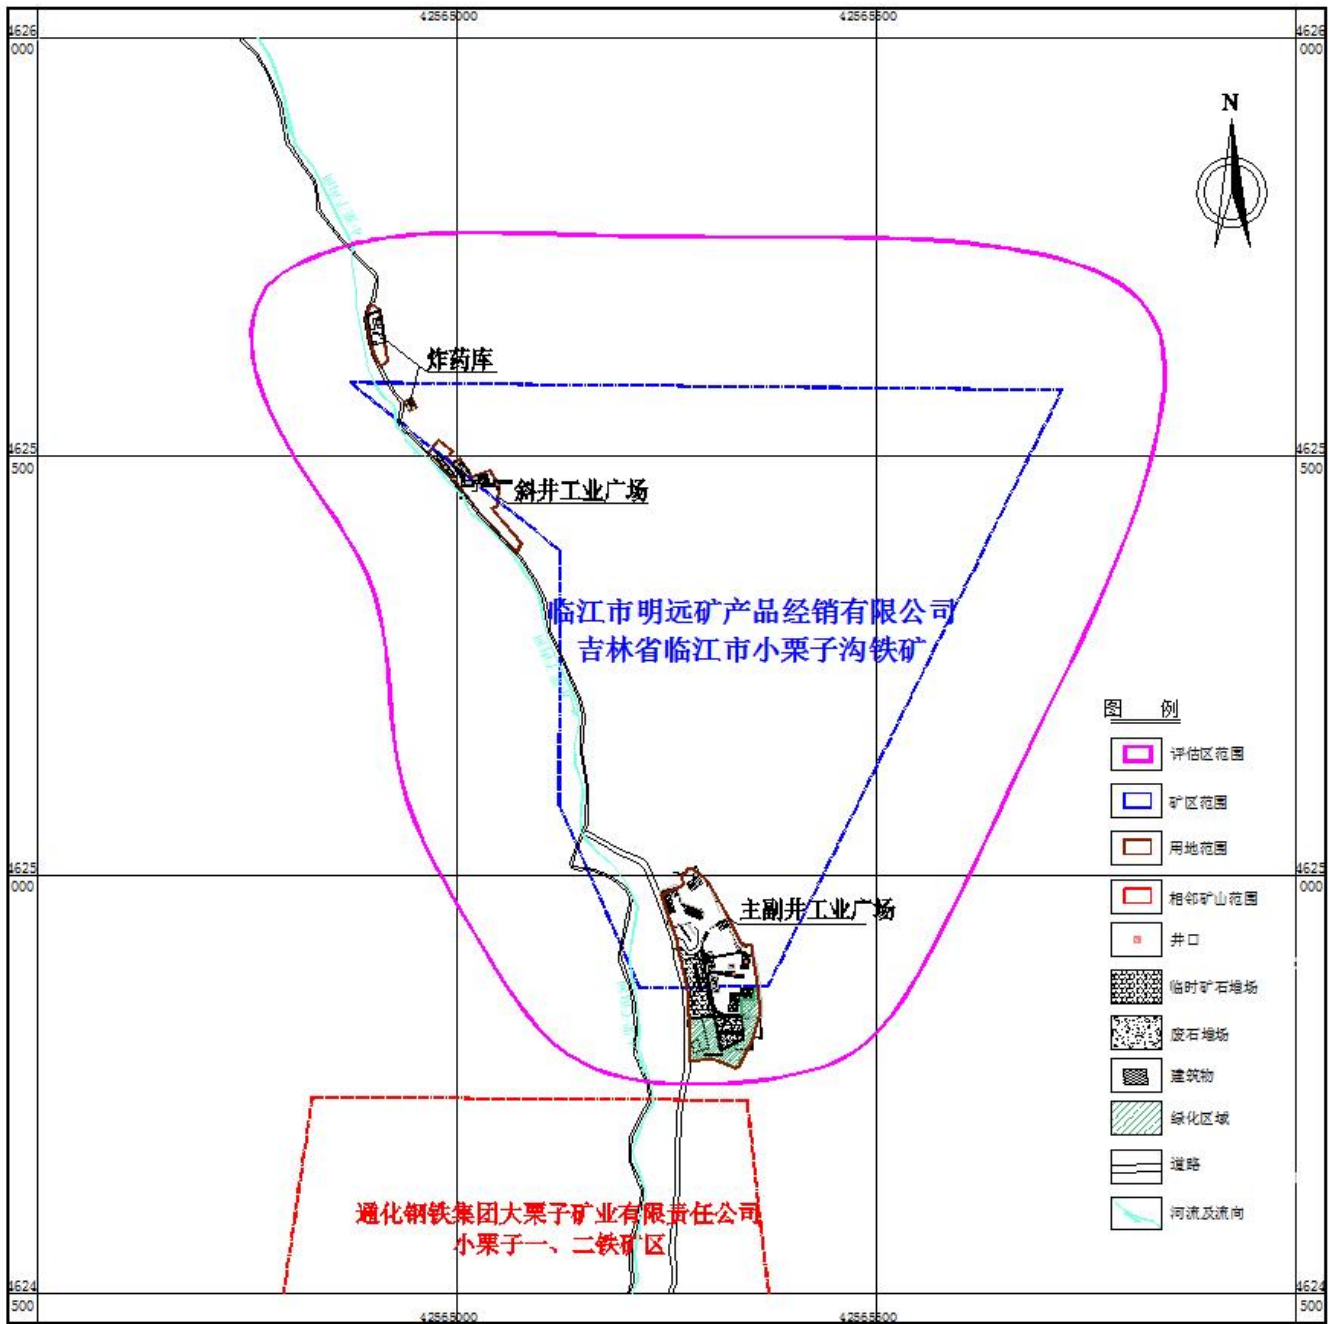 42565000
42565500
4626
000
4626
000
N
炸药库
4625
500
4625
500
斜井工业广场
临江市明远矿产品经销有限公司
吉林省临江市小栗子沟铁矿
图 例
评估区范围
矿区范围
用地范围
相邻矿山范围
井口
临时矿石堆场
废石堆场
建筑物
绿化区域
道路
河流及流向
4625
000
4625
000
主副井工业广场
通化钢铁集团大栗子矿业有限责任公司
小栗子一、二铁矿区
4624
500
4624
500
42565000
42565500